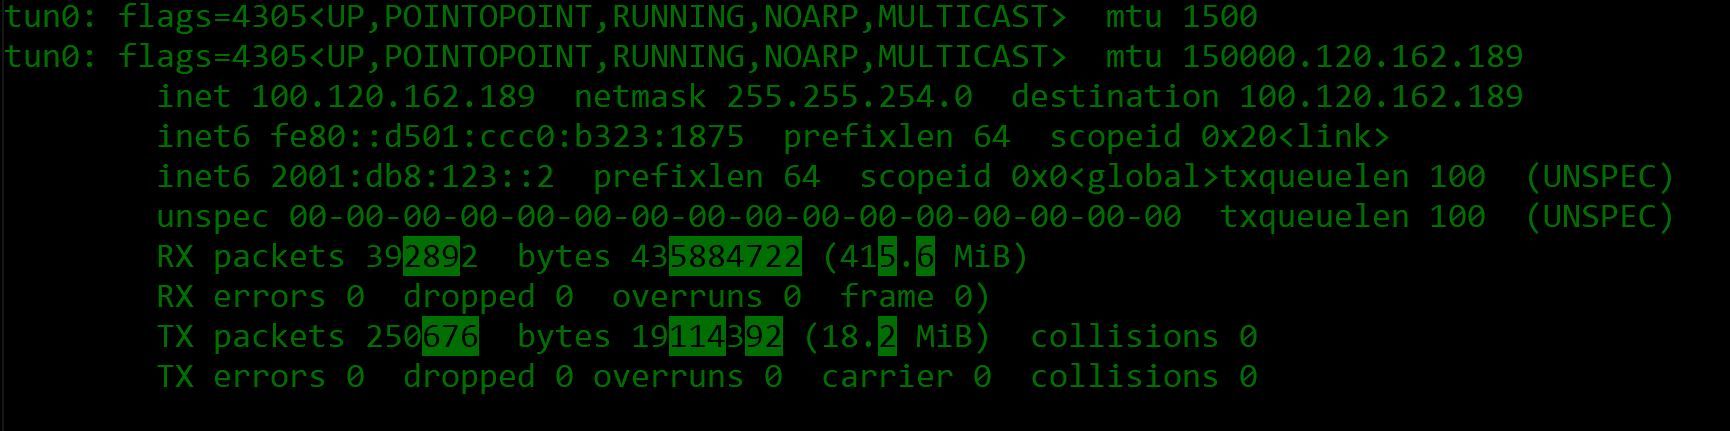 tun0: flags=4305<UP,POINTOPOINT,RUNNING,NOARP,MULTICAST>  mtu 1500
tun0: flags=4305<UP,POINTOPOINT,RUNNING,NOARP,MULTICAST>  mtu 150000.120.162.189
inet 100.120.162.189  netmask 255.255.254.0  destination 100.120.162.189
inet6 fe80::d501:ccc0:b323:1875  prefixlen 64  scopeid 0x20<link>
inet6 2001:db8:123::2  prefixlen 64  scopeid 0x0<global>txqueuelen 100  (UNSPEC)
unspec 00-00-00-00-00-00-00-00-00-00-00-00-00-00-00-00  txqueuelen 100  (UNSPEC)
RX packets 392892  bytes 435884722 (415.6 MiB)
RX errors 0  dropped 0  overruns 0  frame 0)
TX packets 250676  bytes 19114392 (18.2 MiB)  collisions 0
TX errors 0  dropped 0 overruns 0  carrier 0  collisions 0